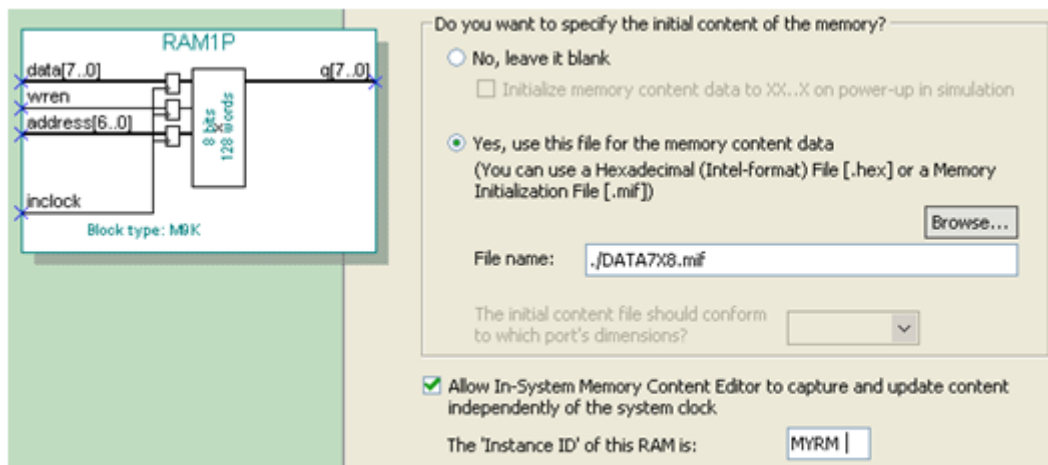 RAM1P
data[7..0]
q[7..0]
wren
address[6..0]
8 bits
x
128 words
inclock
Block type: M9K
Do you want to specify the initial content of the memory?
No, leave it blank
Initialize memory content data to XX..X on power-up in simulation
Yes, use this file for the memory content data
(You can use a Hexadecimal (Intel-format) File [.hex] or a Memory
Initialization File [.mif])
Browse...
File name: ./DATA7X8.mif
The initial content file should conform
to which port's dimensions?
Allow In-System Memory Content Editor to capture and update content
independently of the system clock
The 'Instance ID' of this RAM is: MYRM